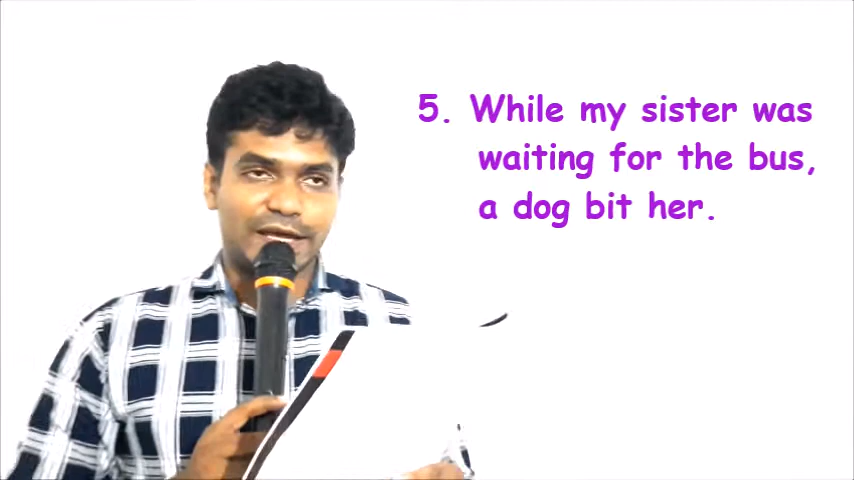 5. While my sister was
waiting for the bus,
a dog bit her.